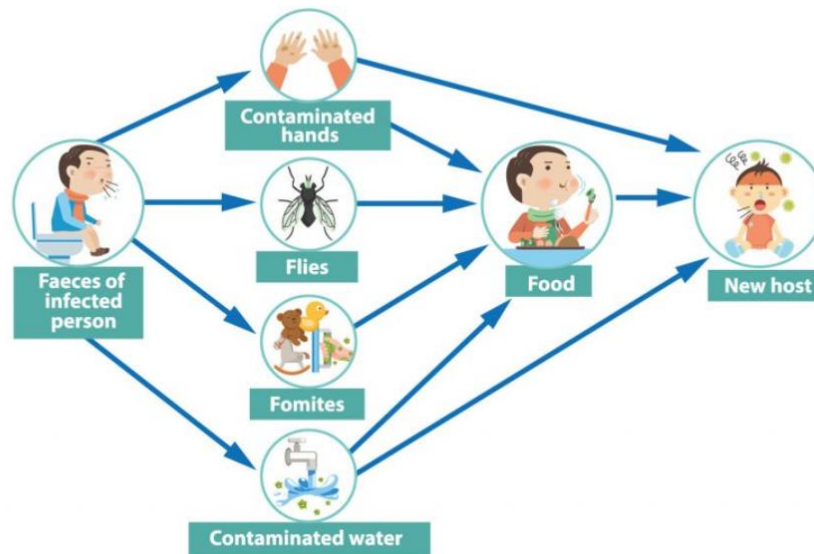 Contaminated
hands
Faeces of
infected
person
Flies
Food
New host
Fomites
Contaminated water